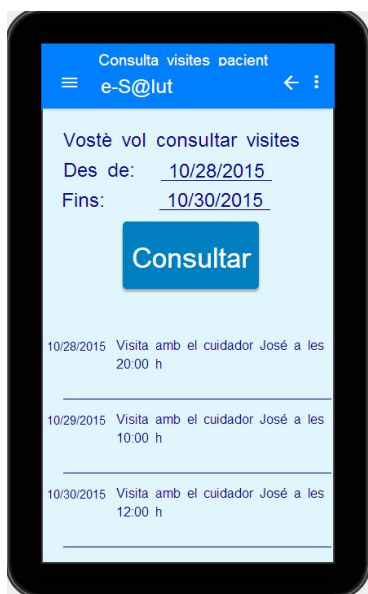 Consulta visites pacient
e-S@lut
Vostè vol consultar visites
Des de: 10/28/2015
Fins: 10/30/2015
Consultar
10/28/2015 Visita amb el cuidador José a les
20:00 h
10/29/2015 Visita amb el cuidador José a les
10:00 h
10/30/2015 Visita amb el cuidador José a les
12:00 h